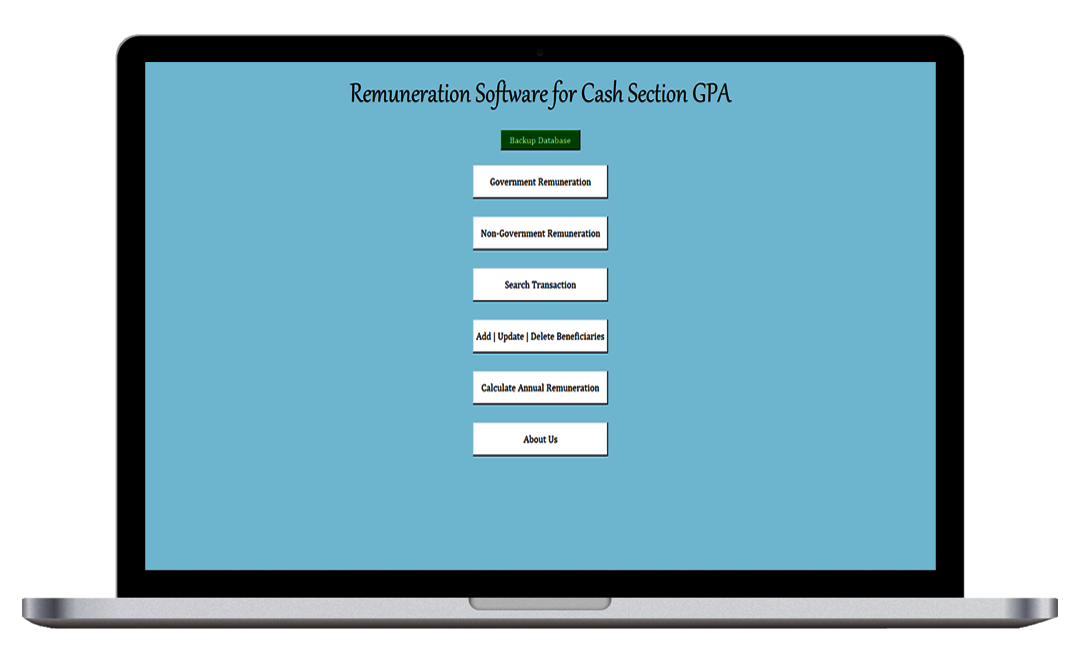 Remuneration Software for Cash Section GPA
Backup Database
Government Remuneration
Non-Government Remuneration
Search Transaction
Add | Update | Delete Beneficiaries
Calculate Annual Remuneration
About Us